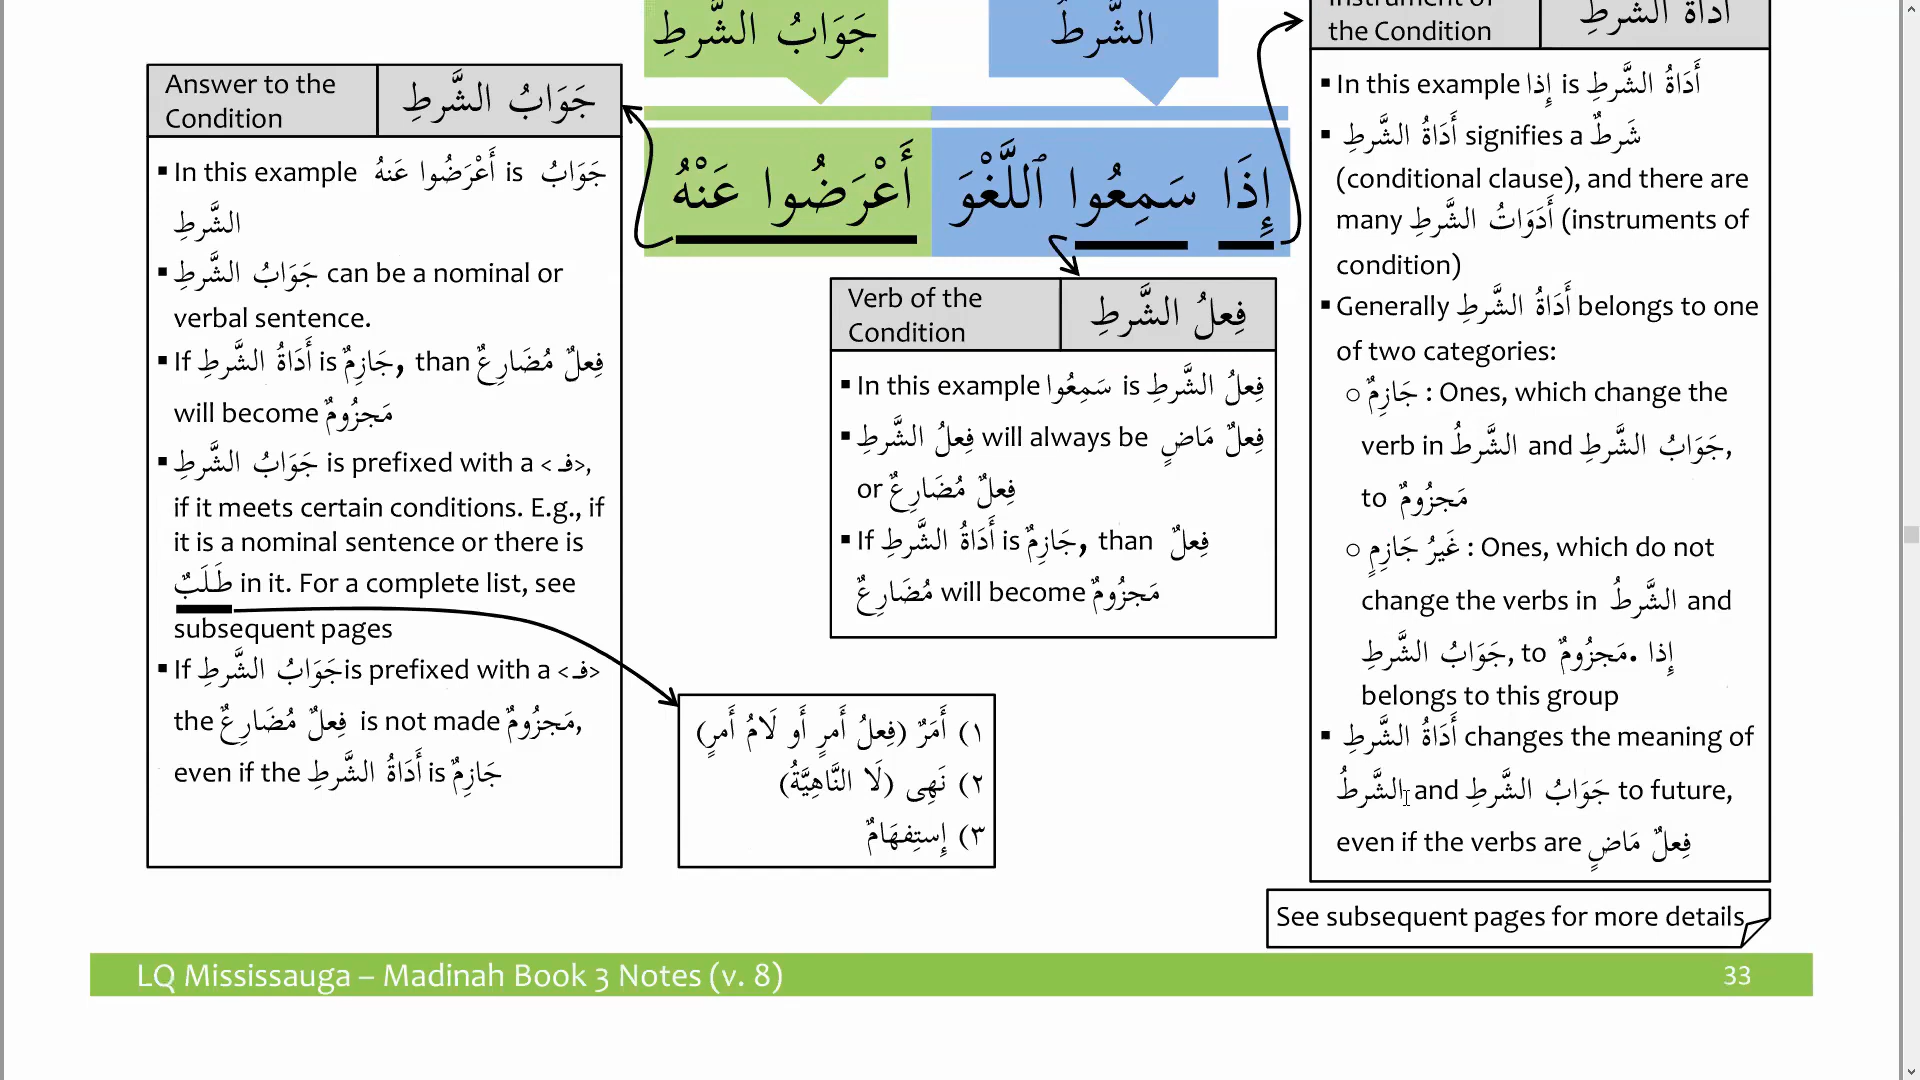 جَوَابُ الشَّرطِ
الشَّرطُ
Instrument of
the Condition
أَدَاةُ الشَّرطِ
Answer to the
Condition
جَوَابُ الشَّرطِ
إِذَا سَمِعُوا ٱللَّغْوَ أَعْرَضُوا عَنْهُ
▪ In this example أَعْرَضُوا عَنهُ is جَوَابُ
الشَّرطِ
▪ جَوَابُ الشَّرطِ can be a nominal or
verbal sentence.
▪ If أَدَاةُ الشَّرطِ is جَازِمٌ, than فِعلٌ مُضَارِعٌ
will become مَجزُومٌ
▪ جَوَابُ الشَّرطِ is prefixed with a <فـ>,
if it meets certain conditions. E.g., if
it is a nominal sentence or there is
طَلَبٌ in it. For a complete list, see
subsequent pages
▪ If جَوَابُ الشَّرطِ is prefixed with a <فـ>
the فِعلٌ مُضَارِعٌ is not made مَجزُومٌ,
even if the أَدَاةُ الشَّرطِ is جَازِمٌ
Verb of the
Condition
فِعلُ الشَّرطِ
▪ In this example سَمِعُوا is فِعلُ الشَّرطِ
▪ فِعلُ الشَّرطِ will always be فِعلٌ مَاضٍ
or فِعلٌ مُضَارِعٌ
▪ If أَدَاةُ الشَّرطِ is جَازِمٌ, than فِعلٌ
مُضَارِعٌ will become مَجزُومٌ
١) أَمَرٌ (فِعلُ أَمرٍ أَو لَامُ أَمرٍ)
٢) نَهِى (لَا النَّاهِيَّةُ)
٣) إِستِفهَامٌ
▪ In this example إِذا is أَدَاةُ الشَّرطِ
▪ أَدَاةُ الشَّرطِ signifies a شَرطٌ
(conditional clause), and there are
many أَدَوَاتُ الشَّرطِ (instruments of
condition)
▪ Generally أَدَاةُ الشَّرطِ belongs to one
of two categories:
○ جَازِمٌ : Ones, which change the
verb in الشَّرطُ and جَوَابُ الشَّرطِ,
to مَجزُومٌ
○ غَيرُ جَازِمٍ : Ones, which do not
change the verbs in الشَّرطُ and
جَوَابُ الشَّرطِ, to مَجزُومٌ. إِذا
belongs to this group
▪ أَدَاةُ الشَّرطِ changes the meaning of
الشَّرطُ and جَوَابُ الشَّرطِ to future,
even if the verbs are فِعلٌ مَاضٍ
See subsequent pages for more details
LQ Mississauga – Madinah Book 3 Notes (v. 8)
33